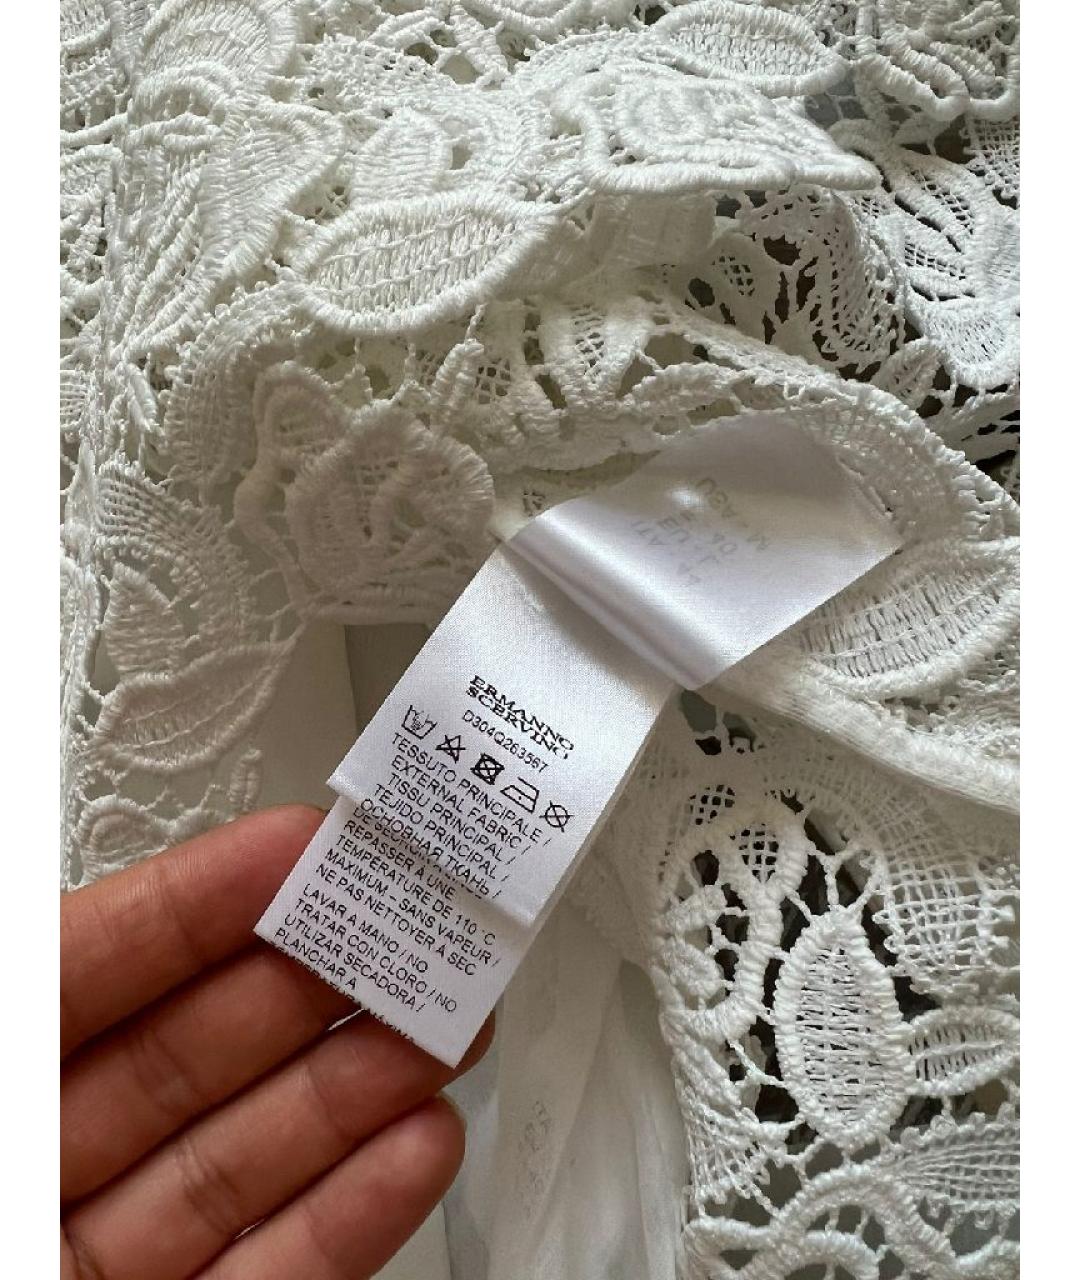 ERMANNO
SCERVINO
D304Q263567
TESSUTO PRINCIPALE /
EXTERNAL FABRIC /
TISSU PRINCIPAL /
TEJIDO PRINCIPAL /
ОСНОВНАЯ ТКАНЬ /
REPASSER À UNE
TEMPÉRATURE DE 110 °C
MAXIMUM - SANS VAPEUR /
NE PAS NETTOYER À SEC
LAVAR A MANO / NO
TRATAR CON CLORO / NO
UTILIZAR SECADORA /
PLANCHAR A